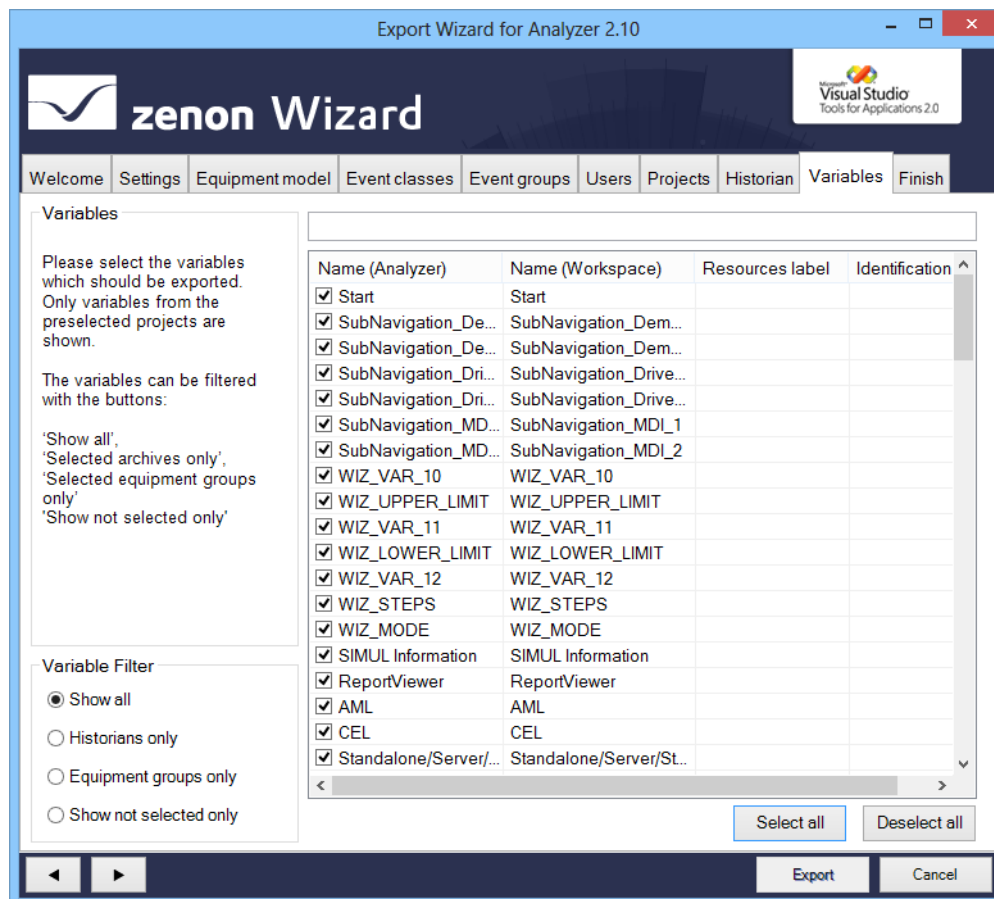 Export Wizard for Analyzer 2.10
zenon Wizard
Microsoft
Visual Studio
Tools for Applications 2.0
Welcome Settings Equipment model Event classes Event groups Users Projects Historian Variables Finish
Variables
Please select the variables
which should be exported.
Only variables from the
preselected projects are
shown.
The variables can be filtered
with the buttons:
‘Show all’,
‘Selected archives only’,
‘Selected equipment groups
only’
'Show not selected only'
Name (Analyzer) Name (Workspace) Resources label Identification
Start Start
SubNavigation_De... SubNavigation_Dem...
SubNavigation_De... SubNavigation_Dem...
SubNavigation_Dri... SubNavigation_Drive...
SubNavigation_Dri... SubNavigation_Drive...
SubNavigation_MD... SubNavigation_MDI_1
SubNavigation_MD... SubNavigation_MDI_2
WIZ_VAR_10 WIZ_VAR_10
WIZ_UPPER_LIMIT WIZ_UPPER_LIMIT
WIZ_VAR_11 WIZ_VAR_11
WIZ_LOWER_LIMIT WIZ_LOWER_LIMIT
WIZ_VAR_12 WIZ_VAR_12
WIZ_STEPS WIZ_STEPS
WIZ_MODE WIZ_MODE
SIMUL Information SIMUL Information
ReportViewer ReportViewer
AML AML
CEL CEL
Standalone/Server/... Standalone/Server/St...
Variable Filter
Show all
Historians only
Equipment groups only
Show not selected only
Select all Deselect all
Export Cancel